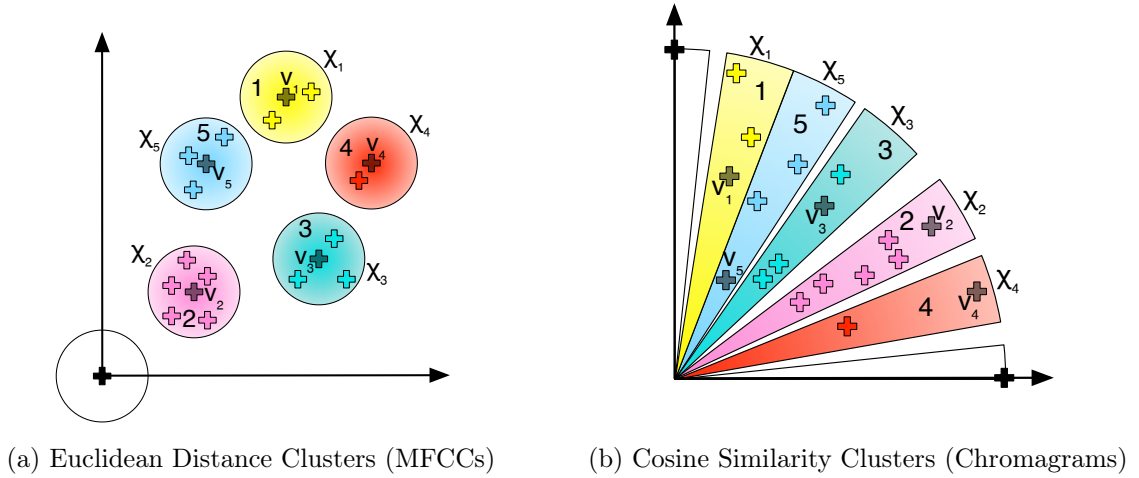 χ₁
1
v₁
χ₅
5
v₅
χ₄
4
v₄
3
v₃
χ₃
χ₂
v₂
2
χ₁
1
v₁
χ₅
5
v₅
χ₃
3
v₃
χ₂
2
v₂
χ₄
4
v₄
(a) Euclidean Distance Clusters (MFCCs)
(b) Cosine Similarity Clusters (Chromagrams)